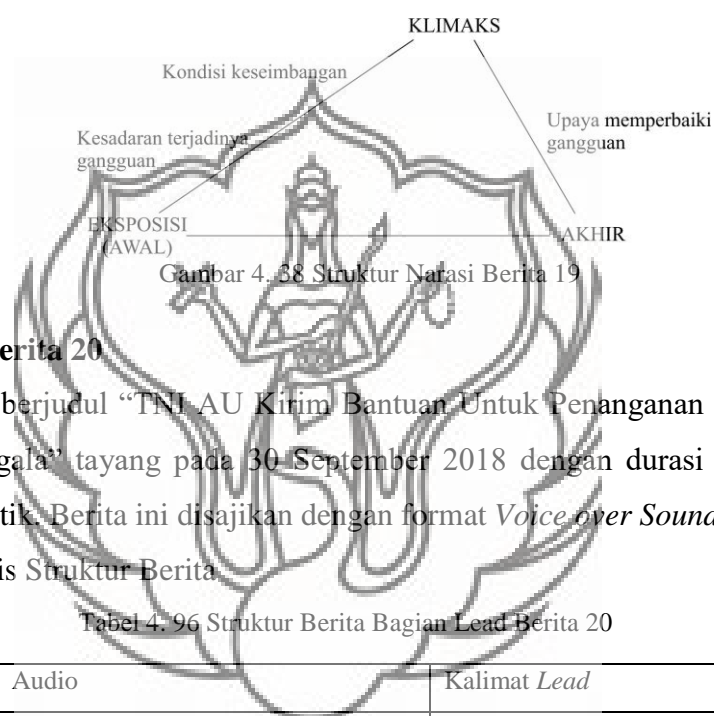 KLIMAKS
Kondisi keseimbangan
Upaya memperbaiki
gangguan
Kesadaran terjadinya
gangguan
EKSPOSISI
(AWAL)
AKHIR
Gambar 4. 38 Struktur Narasi Berita 19
erita 20
berjudul “TNI AU Kirim Bantuan Untuk Penanganan
gala” tayang pada 30 September 2018 dengan durasi
tik. Berita ini disajikan dengan format Voice over Sound
is Struktur Berita
Tabel 4. 96 Struktur Berita Bagian Lead Berita 20
Audio Kalimat Lead